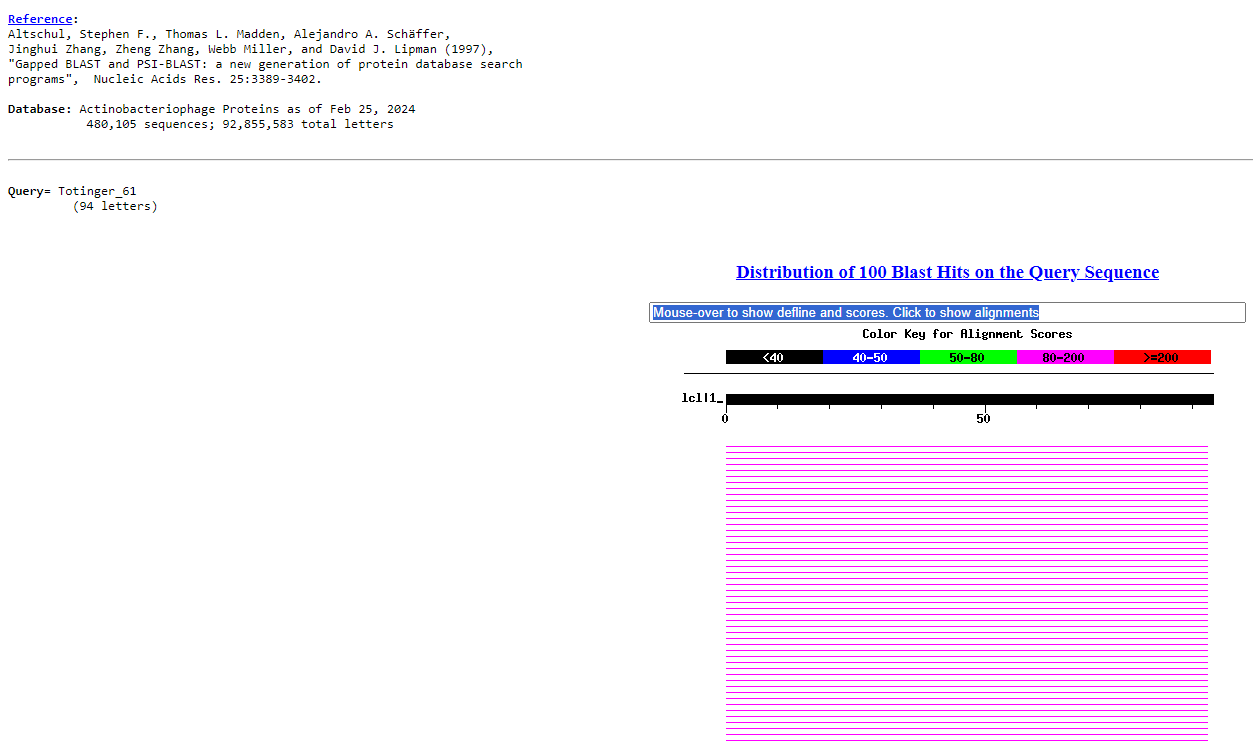 Reference:
Altschul, Stephen F., Thomas L. Madden, Alejandro A. Schäffer,
Jinghui Zhang, Zheng Zhang, Webb Miller, and David J. Lipman (1997),
"Gapped BLAST and PSI-BLAST: a new generation of protein database search
programs",  Nucleic Acids Res. 25:3389-3402.
Database: Actinobacteriophage Proteins as of Feb 25, 2024
480,105 sequences; 92,855,583 total letters
Query= Totinger_61
(94 letters)
Distribution of 100 Blast Hits on the Query Sequence
Mouse-over to show defline and scores. Click to show alignments
Color Key for Alignment Scores
<40 40-50 50-80 80-200 >=200
lcl|1_
0 50